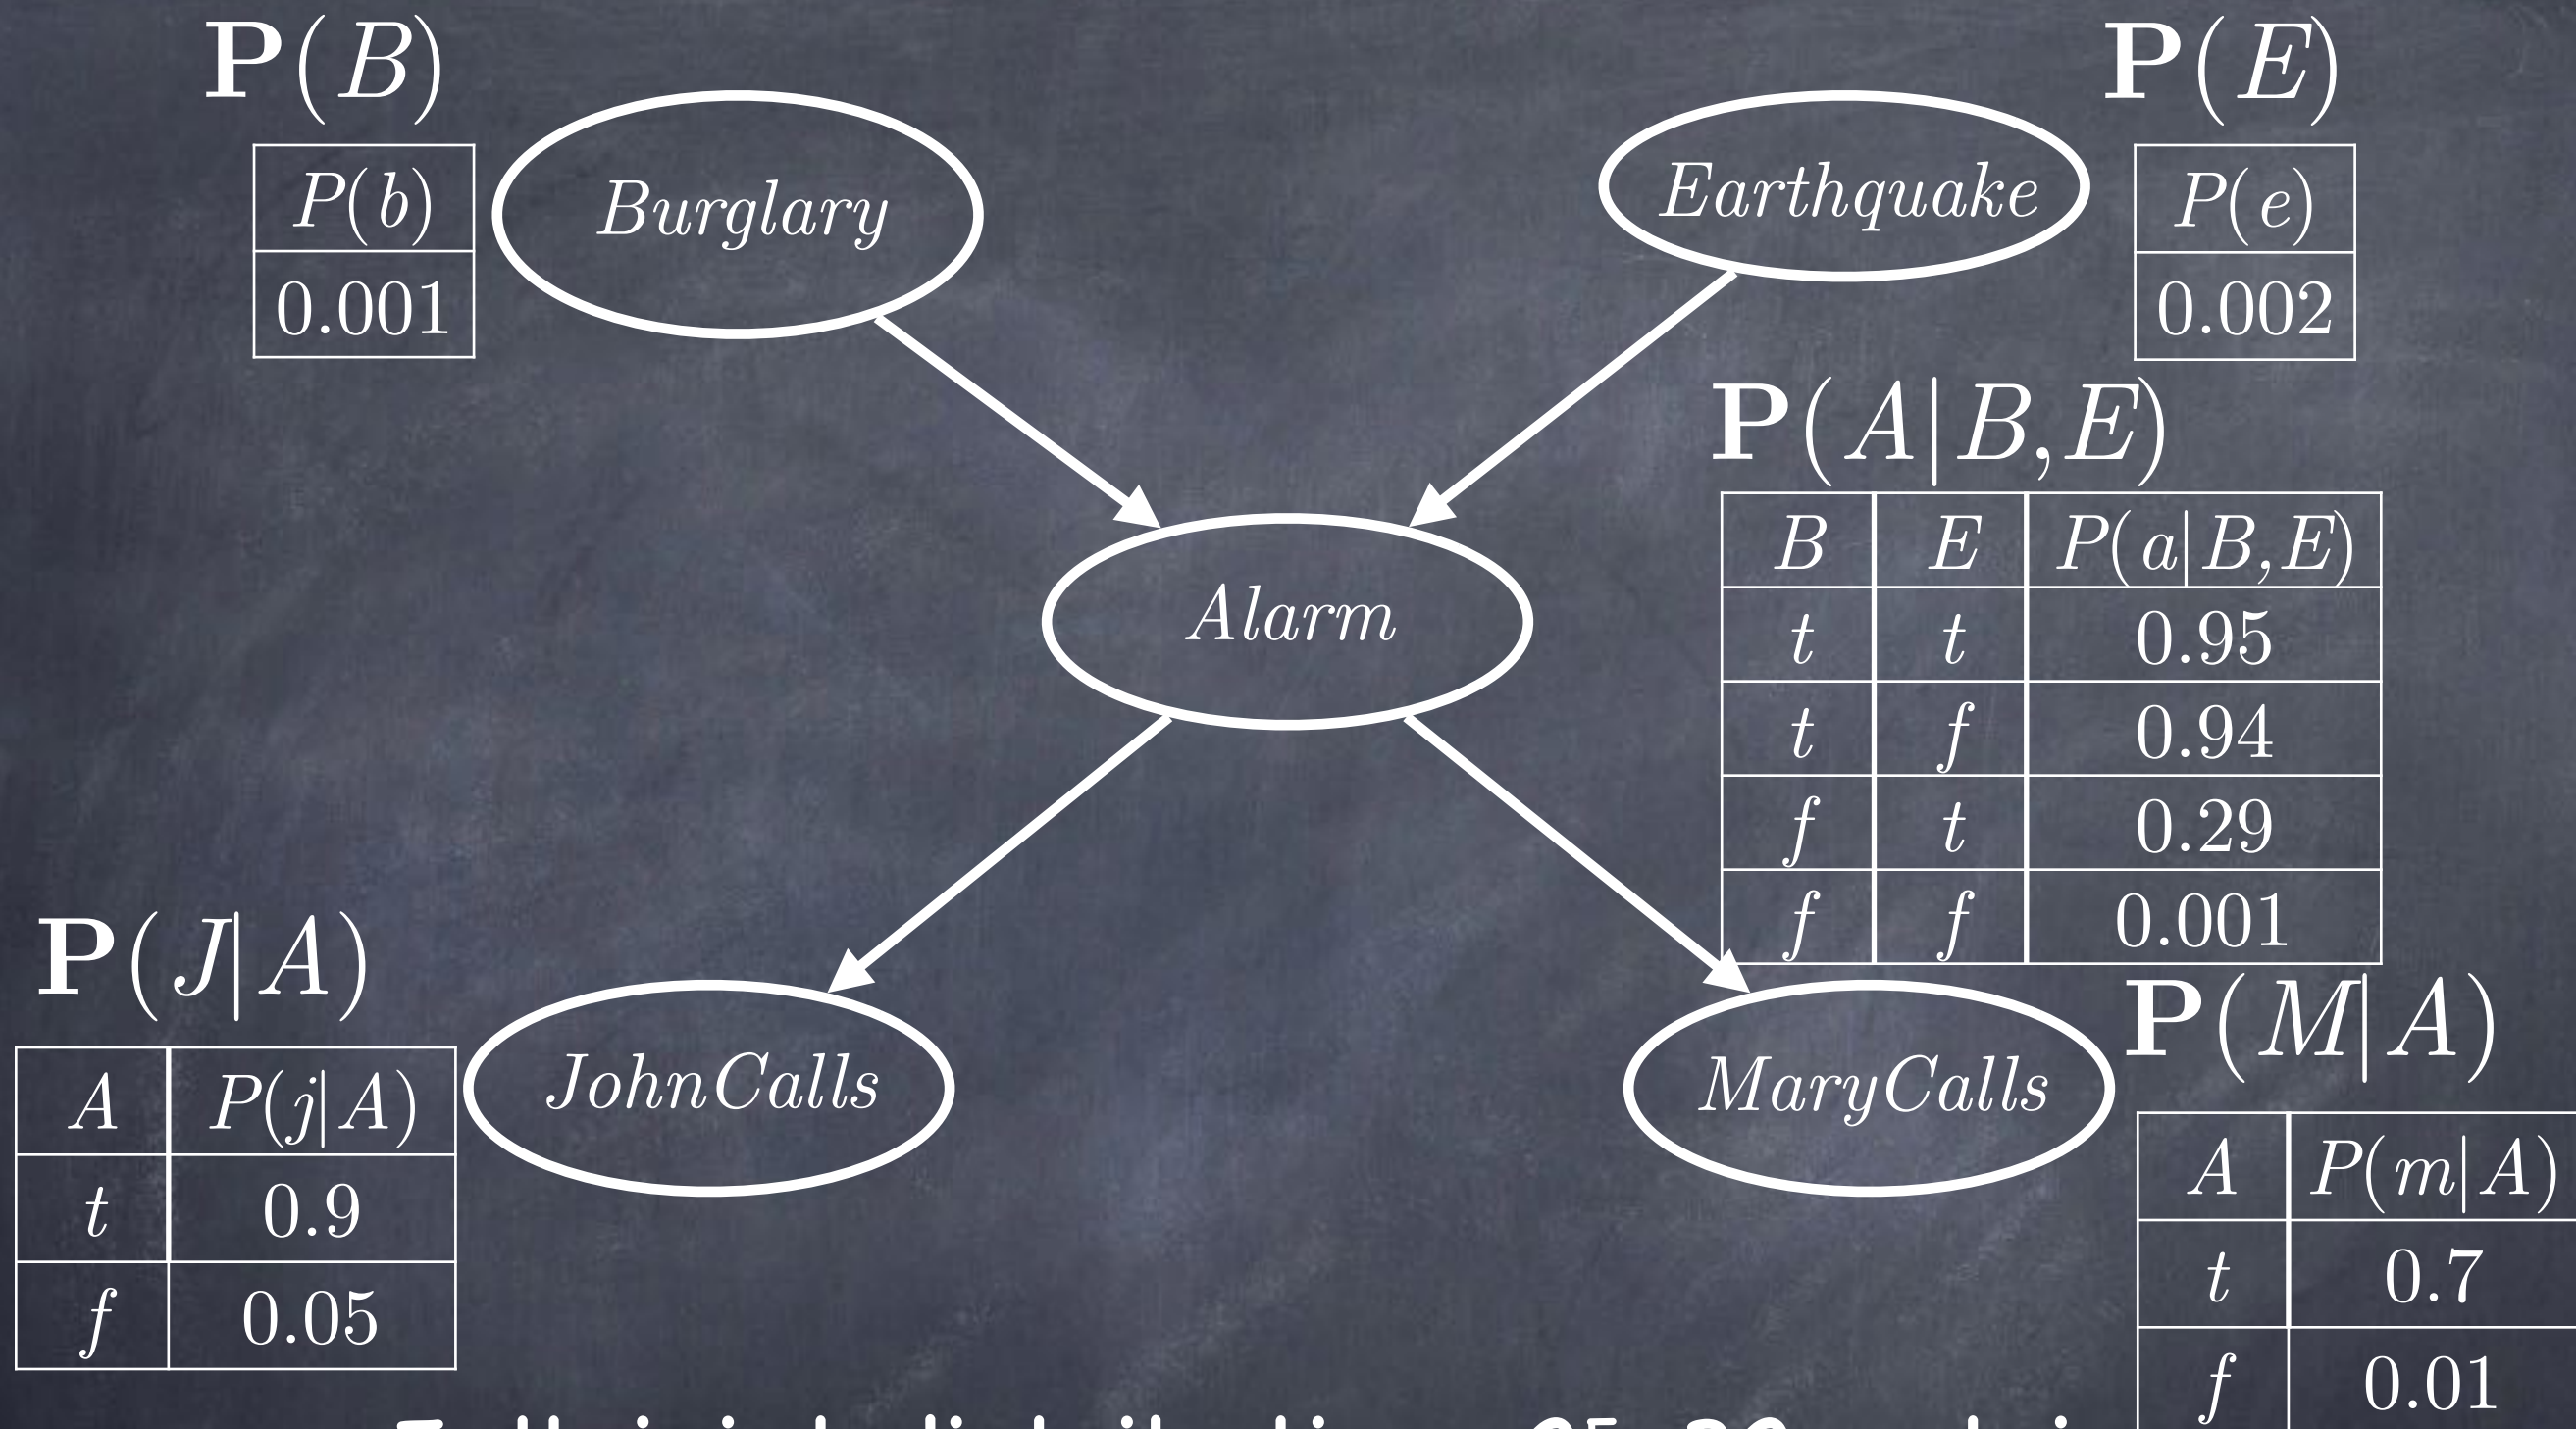 P(B)
P(b)
0.001
Burglary
Earthquake
P(E)
P(e)
0.002
P(A|B,E)
B E P(a|B,E)
t t 0.95
t f 0.94
f t 0.29
f f 0.001
Alarm
P(J|A)
A P(j|A)
t 0.9
f 0.05
JohnCalls
MaryCalls
P(M|A)
A P(m|A)
t 0.7
f 0.01